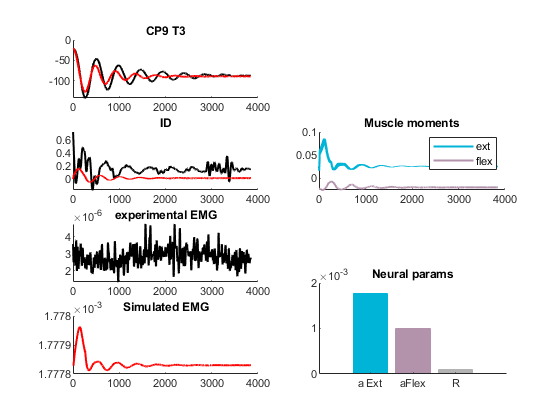 CP9 T3
0
-50
-100
0 1000 2000 3000 4000
ID
0.6
0.4
0.2
0
0 1000 2000 3000 4000
×10^-6 experimental EMG
4
3
2
0 1000 2000 3000 4000
×10^-3 Simulated EMG
1.7778
1.7779
1.7778
0 1000 2000 3000 4000
Muscle moments
0.1
0.05
0
0 1000 2000 3000 4000
ext
flex
×10^-3 Neural params
2
1
0
a Ext aFlex R